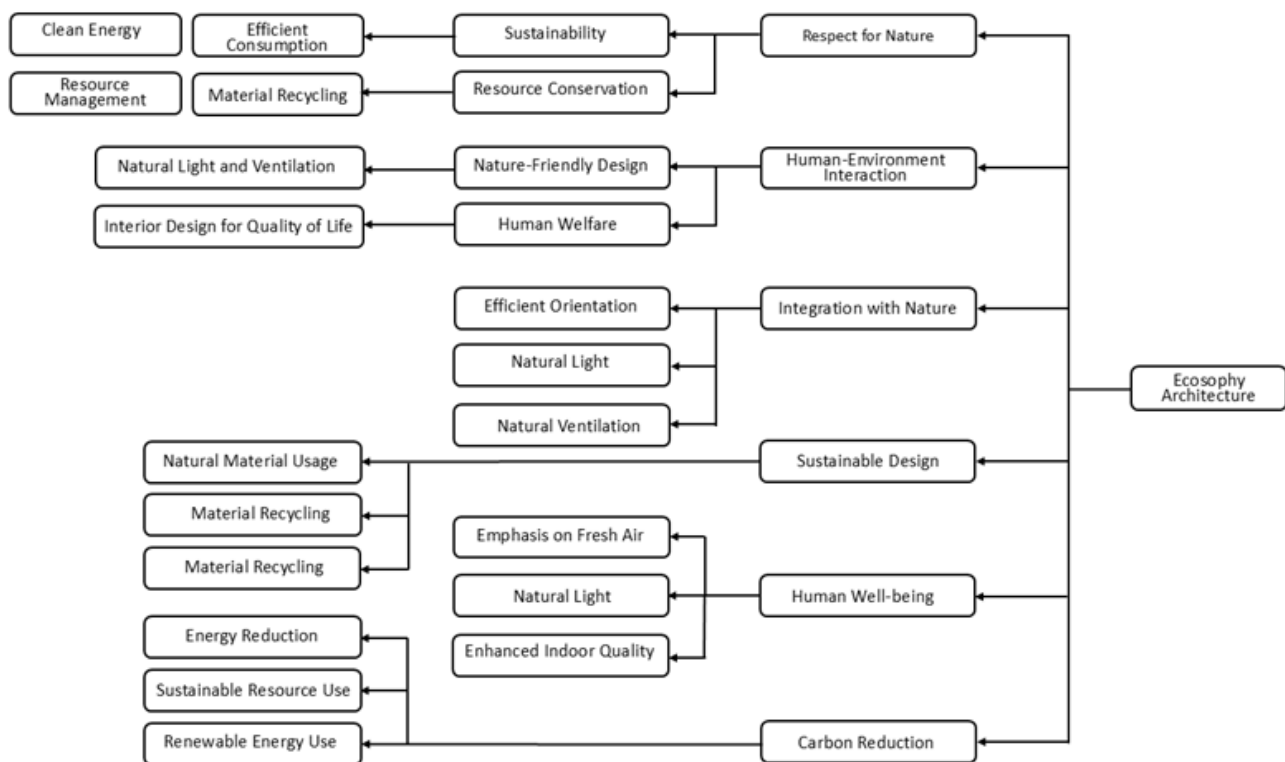 Clean Energy
Efficient
Consumption
Sustainability
Respect for Nature
Resource
Management
Material Recycling
Resource Conservation
Natural Light and Ventilation
Nature-Friendly Design
Human-Environment
Interaction
Interior Design for Quality of Life
Human Welfare
Efficient Orientation
Integration with Nature
Natural Light
Ecosophy
Architecture
Natural Ventilation
Natural Material Usage
Sustainable Design
Material Recycling
Emphasis on Fresh Air
Material Recycling
Natural Light
Human Well-being
Energy Reduction
Enhanced Indoor Quality
Sustainable Resource Use
Renewable Energy Use
Carbon Reduction